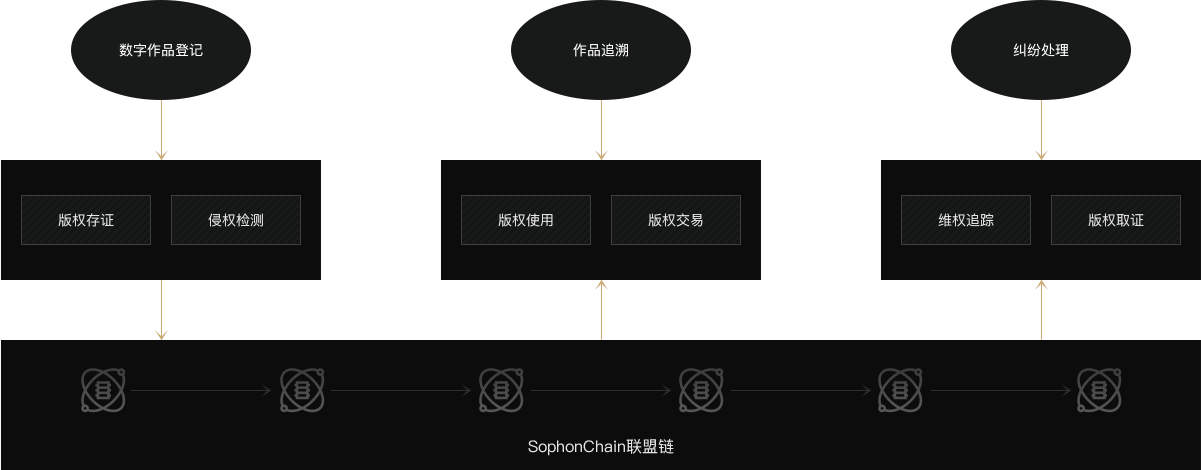 数字作品登记
作品追溯
纠纷处理
版权存证
侵权检测
版权使用
版权交易
维权追踪
版权取证
SophonChain联盟链